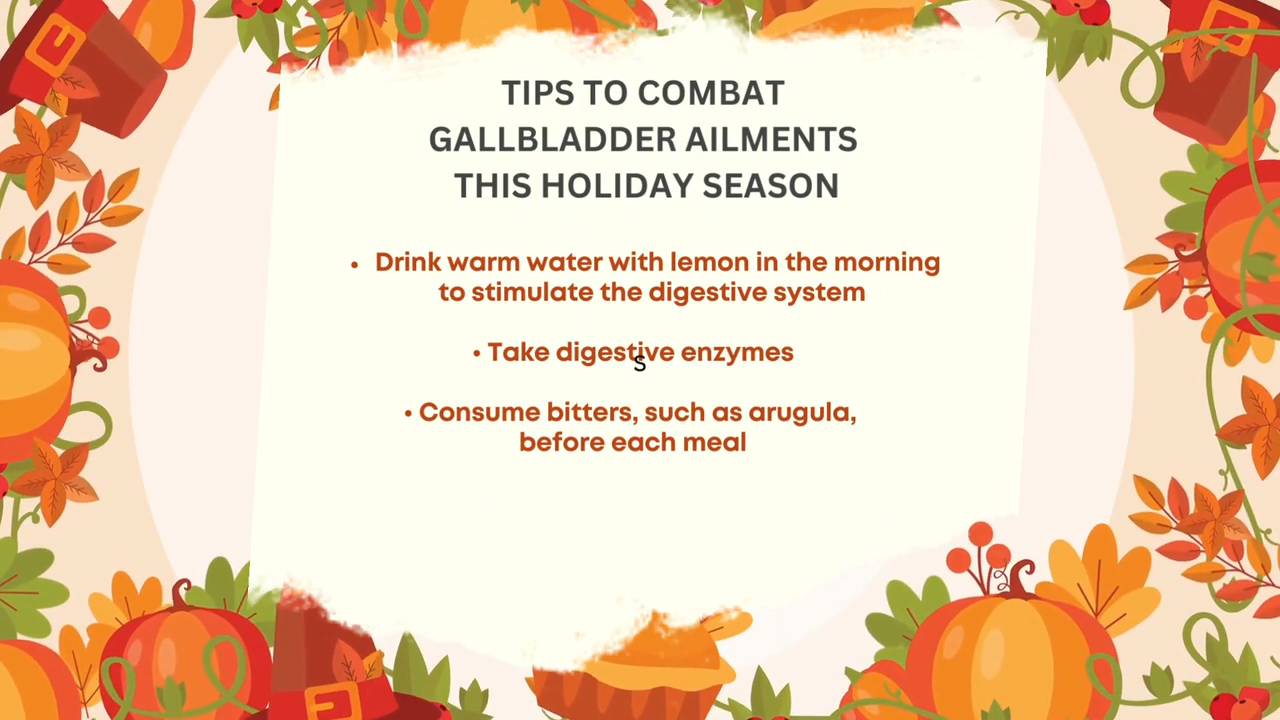 TIPS TO COMBAT
GALLBLADDER AILMENTS
THIS HOLIDAY SEASON
• Drink warm water with lemon in the morning
to stimulate the digestive system
• Take digestive enzymes
s
• Consume bitters, such as arugula,
before each meal